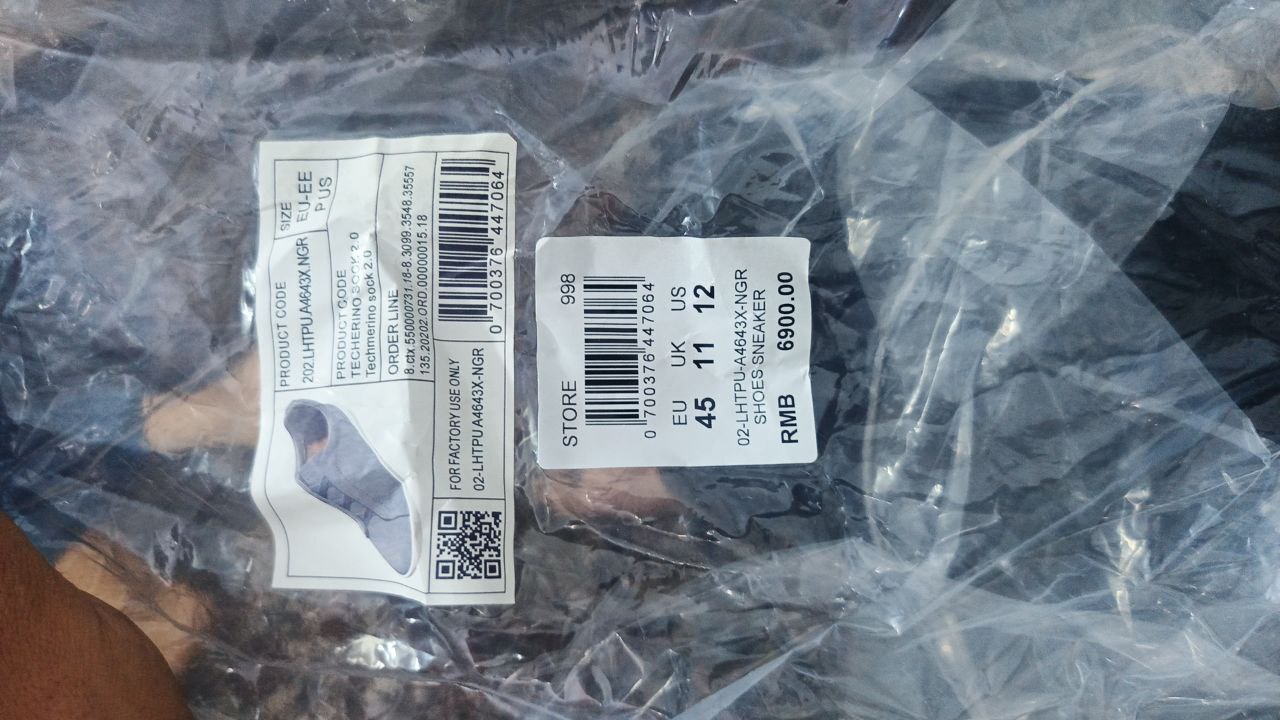 PRODUCT CODE
202.LHTPU A4643X.NGR
SIZE
EU-EE
P US
PRODUCT CODE
TECHERINO SOCK 2.0
Techmerino sock 2.0
ORDER LINE
8.ctx.5500000731.18-8.3099.3548.35557
135.20202.ORD.00000015.18
FOR FACTORY USE ONLY
02-LHTPU A4643X-NGR
0 700376 447064
STORE 998
0 700376 447064
EU UK US
45 11 12
02-LHTPU-A4643X-NGR
SHOES-SNEAKER
RMB 6900.00